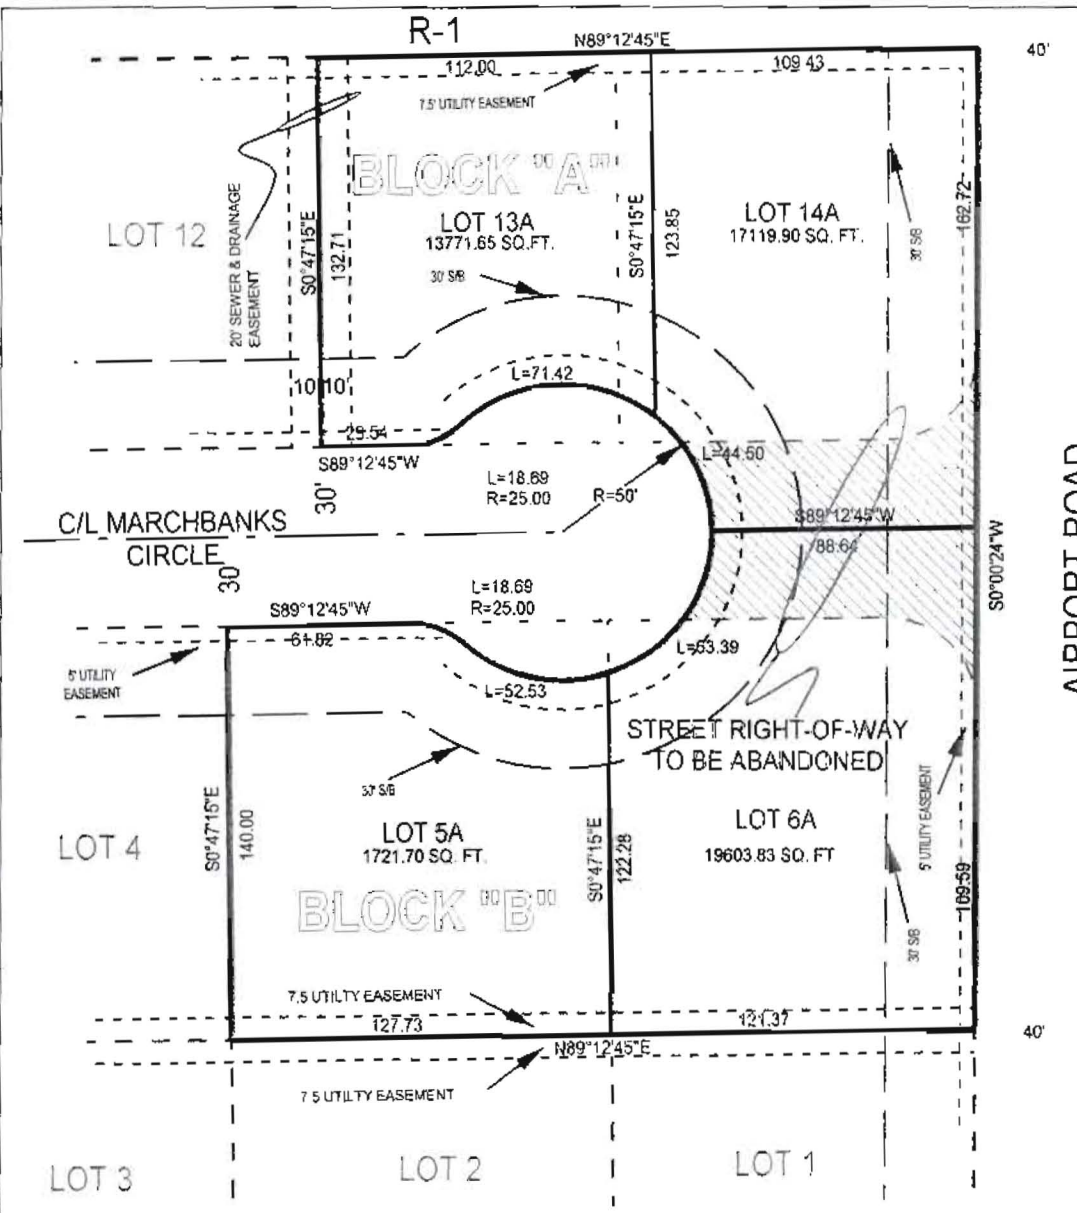 R-1
N89°12'45"E
40'
112.00
109.43
7.5' UTILITY EASEMENT
BLOCK "A"
LOT 12
20' SEWER & DRAINAGE
EASEMENT
S0°47'15"E
132.71
LOT 13A
13771.65 SQ.FT.
S0°47'15"E
123.85
LOT 14A
17119.90 SQ. FT.
30' S/B
162.72
30' S/B
L=71.42
10'
10'
29.54
S89°12'45"W
L=44.50
L=18.69
R=25.00
R=50'
30'
C/L MARCHBANKS
CIRCLE
S89°12'45"W
88.64
S0°00'24"W
AIRPORT ROAD
30'
L=18.69
R=25.00
S89°12'45"W
61.82
5' UTILITY
EASEMENT
L=63.39
L=52.53
STREET RIGHT-OF-WAY
TO BE ABANDONED
30' S/B
LOT 4
S0°47'15"E
140.00
LOT 5A
1721.70 SQ. FT.
S0°47'15"E
122.28
LOT 6A
19603.83 SQ. FT
5' UTILITY EASEMENT
BLOCK "B"
30' S/B
7.5 UTILTY EASEMENT
127.73
121.37
40'
N89°12'45"E
7.5 UTILTY EASEMENT
LOT 3
LOT 2
LOT 1